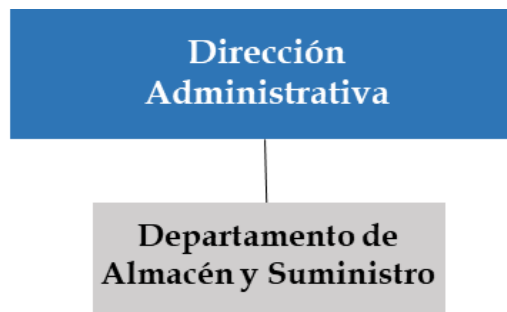 Dirección
Administrativa
Departamento de
Almacén y Suministro